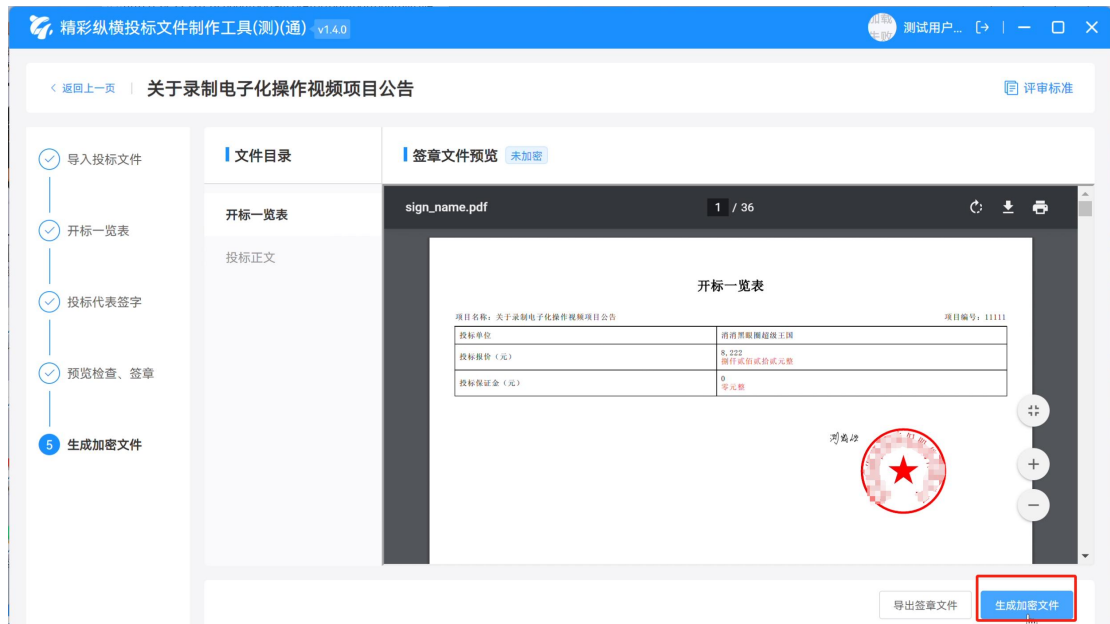 精彩纵横投标文件制作工具(测)(通) v1.4.0
加载失败 测试用户...
返回上一页 关于录制电子化操作视频项目公告 评审标准
导入投标文件
开标一览表
投标代表签字
预览检查、签章
5 生成加密文件
文件目录
开标一览表
投标正文
签章文件预览 未加密
sign_name.pdf 1 / 36
开标一览表
项目名称：关于录制电子化操作视频项目公告 项目编号：11111
投标单位 消消黑眼圈超级王国
投标报价（元） 8,222
捌仟贰佰贰拾贰元整
投标保证金（元） 0
零元整
导出签章文件 生成加密文件